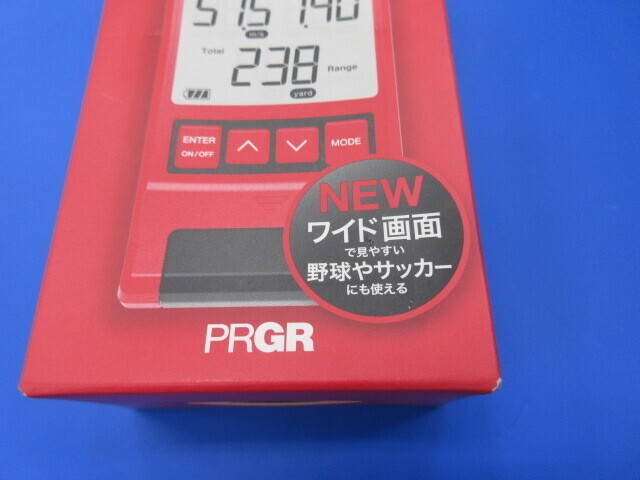 51.5 1.40
m/s
Total
238
Range
yard
ENTER
ON/OFF
MODE
NEW
ワイド画面
で見やすい
野球やサッカー
にも使える
PRGR